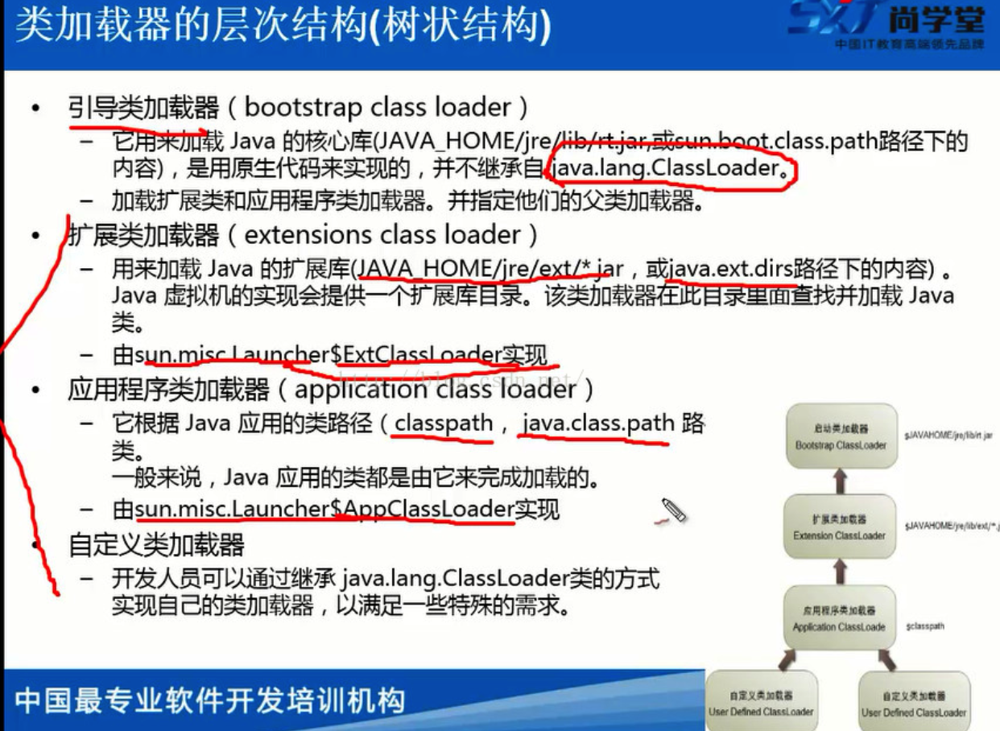 类加载器的层次结构(树状结构)
SXT 尚学堂
中国IT教育高端领先品牌
• 引导类加载器（bootstrap class loader）
– 它用来加载 Java 的核心库(JAVA_HOME/jre/lib/rt.jar,或sun.boot.class.path路径下的
内容)，是用原生代码来实现的，并不继承自 java.lang.ClassLoader。
– 加载扩展类和应用程序类加载器。并指定他们的父类加载器。
• 扩展类加载器（extensions class loader）
– 用来加载 Java 的扩展库(JAVA_HOME/jre/ext/*.jar，或java.ext.dirs路径下的内容) 。
Java 虚拟机的实现会提供一个扩展库目录。该类加载器在此目录里面查找并加载 Java
类。
– 由sun.misc.Launcher$ExtClassLoader实现
http://blog.csdn.net/
• 应用程序类加载器（application class loader）
– 它根据 Java 应用的类路径（classpath，java.class.path 路
类。
一般来说，Java 应用的类都是由它来完成加载的。
– 由sun.misc.Launcher$AppClassLoader实现
• 自定义类加载器
– 开发人员可以通过继承 java.lang.ClassLoader类的方式
实现自己的类加载器，以满足一些特殊的需求。
启动类加载器
Bootstrap ClassLoader
$JAVAHOME/jre/lib/rt.jar
扩展类加载器
Extension ClassLoader
$JAVAHOME/jre/lib/ext/*.j
应用程序类加载器
Application ClassLoade
$classpath
自定义类加载器
User Defined ClassLoader
自定义类加载器
User Defined ClassLoader
中国最专业软件开发培训机构